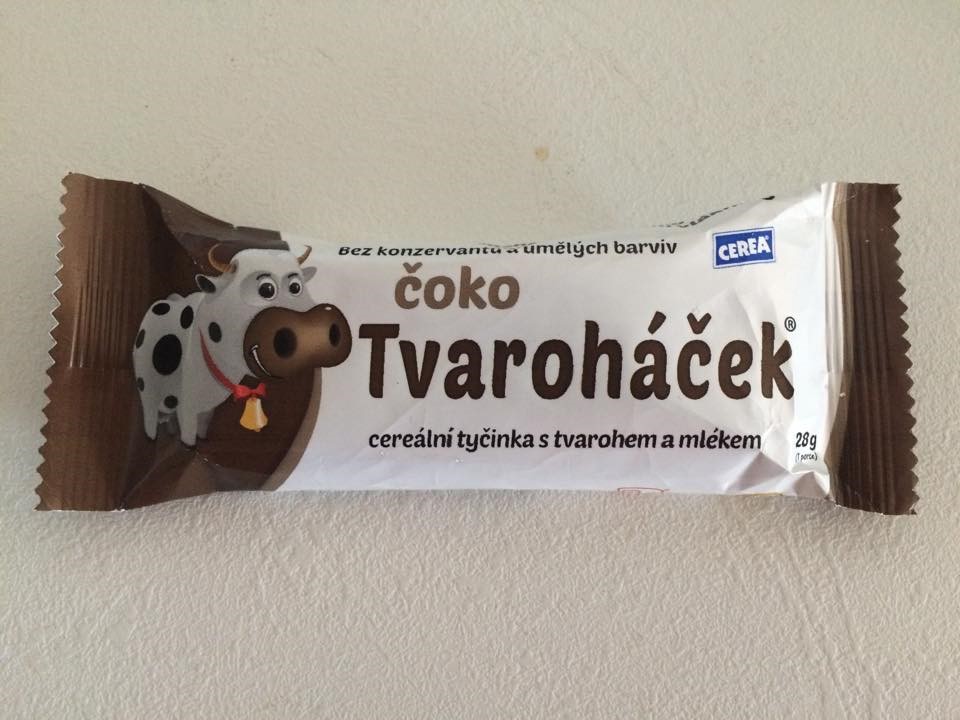 Bez konzervantů a umělých barviv
CEREA
čoko
Tvaroháček®
cereální tyčinka s tvarohem a mlékem
28g
(1 porce)